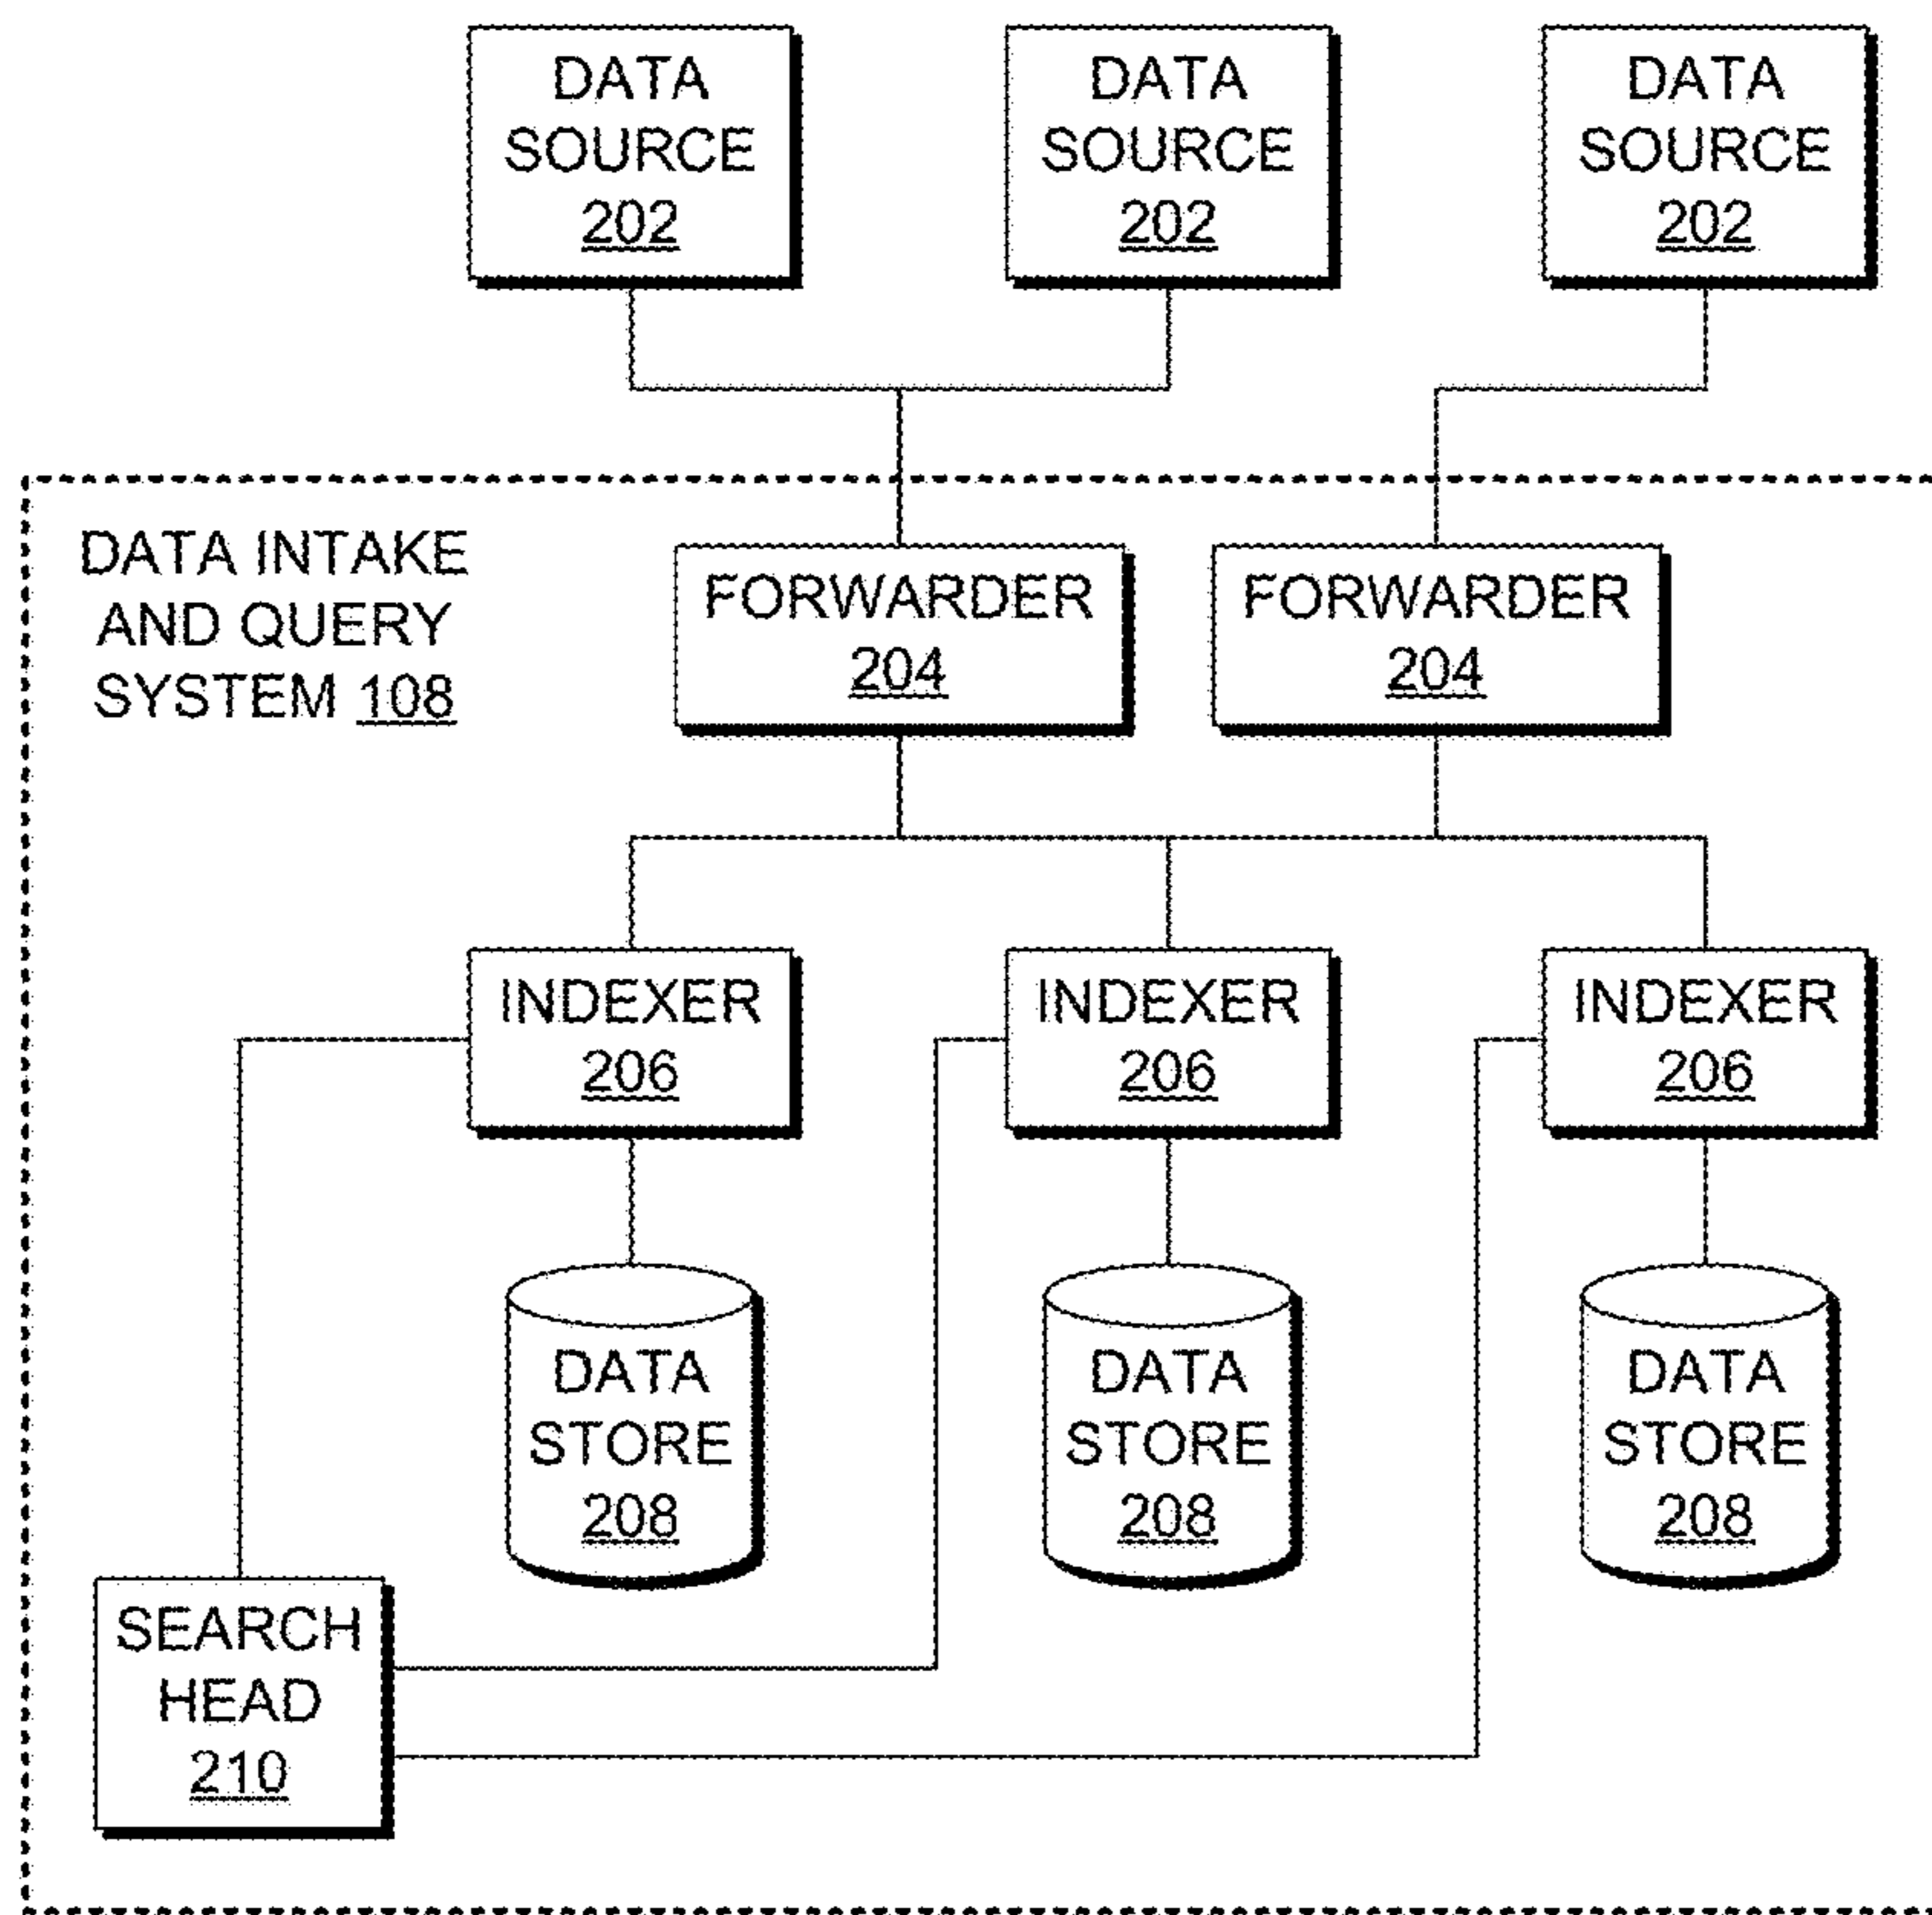 DATA
SOURCE
202
DATA
SOURCE
202
DATA
SOURCE
202
DATA INTAKE
AND QUERY
SYSTEM 108
FORWARDER
204
FORWARDER
204
INDEXER
206
INDEXER
206
INDEXER
206
DATA
STORE
208
DATA
STORE
208
DATA
STORE
208
SEARCH
HEAD
210